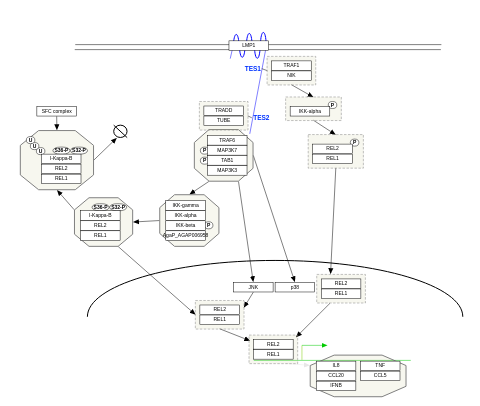 LMP1
TES1
TRAF1
NIK
P
IKK-alpha
SFC complex
TRADD
TUBE
TES2
TRAF6
P MAP3K7
P TAB1
MAP3K3
P
REL2
REL1
U
U
U
S36-P S32-P
I-Kappa-B
REL2
REL1
S36-P S32-P
I-Kappa-B
REL2
REL1
IKK-gamma
IKK-alpha
IKK-beta
P
AgaP_AGAP006958
JNK
p38
REL2
REL1
REL2
REL1
REL2
REL1
IL8
TNF
CCL20
CCL5
IFNB